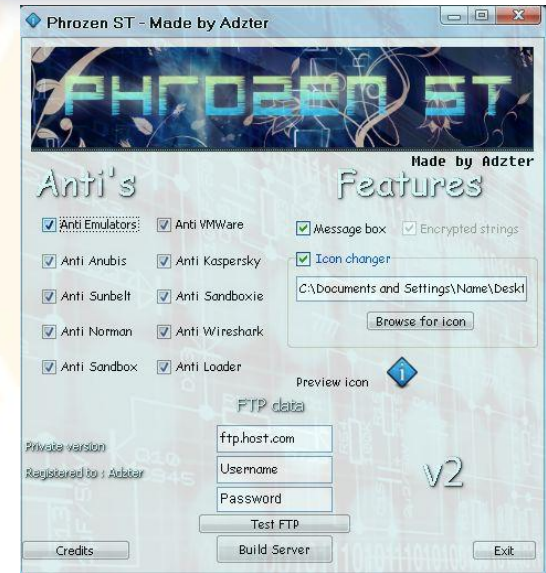 Phrozen ST - Made by Adzter
PHROZEN ST
Made by Adzter
Anti's
Features
Anti Emulators
Anti VMWare
Message box
Encrypted strings
Anti Anubis
Anti Kaspersky
Icon changer
Anti Sunbelt
Anti Sandboxie
C:\Documents and Settings\Name\Deskt
Browse for icon
Anti Norman
Anti Wireshark
Anti Sandbox
Anti Loader
Preview icon
FTP data
ftp.host.com
Private version
Username
Registered to : Adzter
v2
Password
Test FTP
Credits
Build Server
Exit